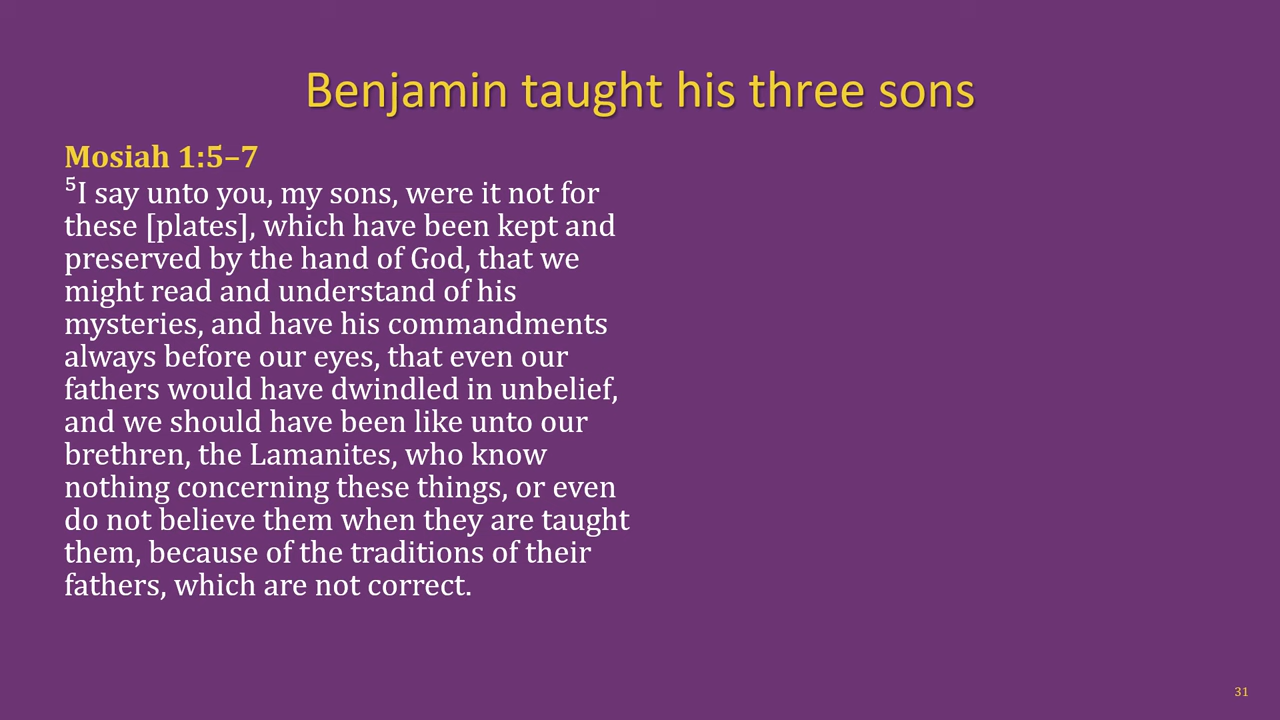 Benjamin taught his three sons
Mosiah 1:5–7
⁵I say unto you, my sons, were it not for
these [plates], which have been kept and
preserved by the hand of God, that we
might read and understand of his
mysteries, and have his commandments
always before our eyes, that even our
fathers would have dwindled in unbelief,
and we should have been like unto our
brethren, the Lamanites, who know
nothing concerning these things, or even
do not believe them when they are taught
them, because of the traditions of their
fathers, which are not correct.
31